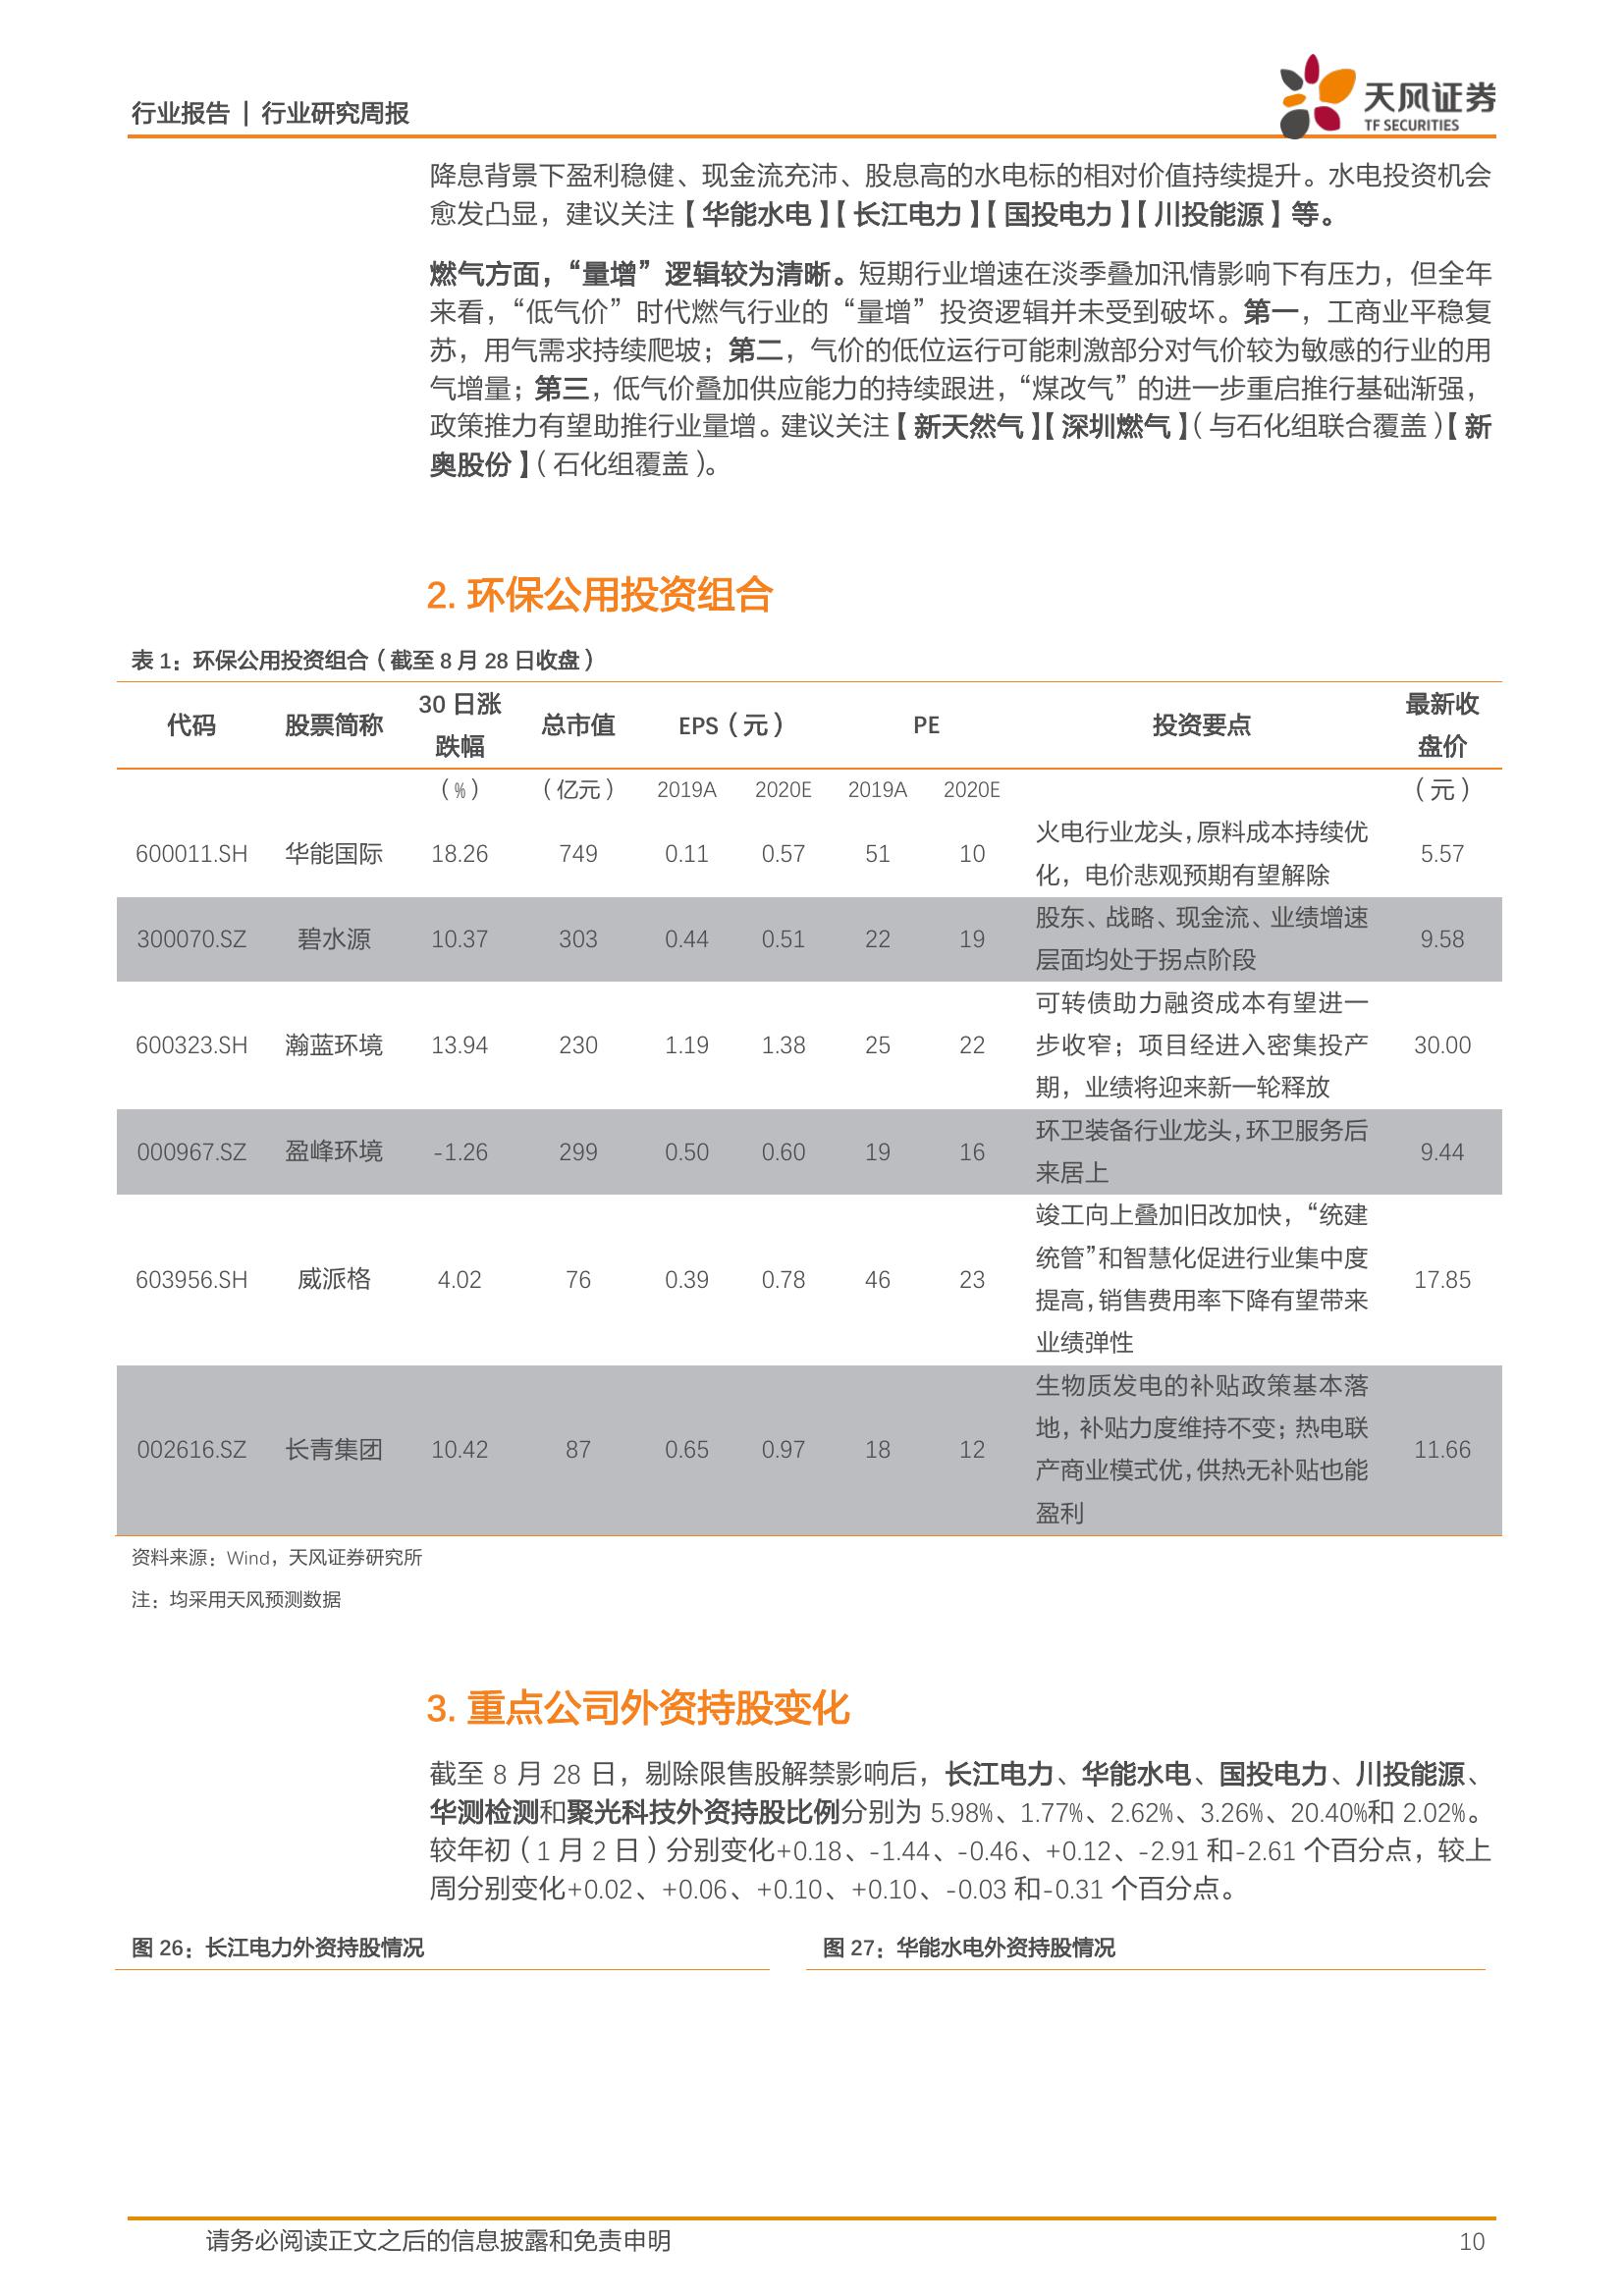 行业报告 | 行业研究周报
天风证券
TF SECURITIES
降息背景下盈利稳健、现金流充沛、股息高的水电标的相对价值持续提升。水电投资机会
愈发凸显，建议关注【华能水电】【长江电力】【国投电力】【川投能源】等。
燃气方面，“量增”逻辑较为清晰。短期行业增速在淡季叠加汛情影响下有压力，但全年
来看，“低气价”时代燃气行业的“量增”投资逻辑并未受到破坏。第一，工商业平稳复
苏，用气需求持续爬坡；第二，气价的低位运行可能刺激部分对气价较为敏感的行业的用
气增量；第三，低气价叠加供应能力的持续跟进，“煤改气”的进一步重启推行基础渐强，
政策推力有望助推行业量增。建议关注【新天然气】【深圳燃气】（与石化组联合覆盖）【新
奥股份】（石化组覆盖）。
2. 环保公用投资组合
表 1：环保公用投资组合（截至 8 月 28 日收盘）
代码 股票简称 30 日涨跌幅 总市值 EPS（元） PE 投资要点 最新收盘价
（%） （亿元） 2019A 2020E 2019A 2020E （元）
600011.SH 华能国际 18.26 749 0.11 0.57 51 10 火电行业龙头，原料成本持续优
化，电价悲观预期有望解除 5.57
300070.SZ 碧水源 10.37 303 0.44 0.51 22 19 股东、战略、现金流、业绩增速
层面均处于拐点阶段 9.58
600323.SH 瀚蓝环境 13.94 230 1.19 1.38 25 22 可转债助力融资成本有望进一
步收窄；项目经进入密集投产
期，业绩将迎来新一轮释放 30.00
000967.SZ 盈峰环境 -1.26 299 0.50 0.60 19 16 环卫装备行业龙头，环卫服务后
来居上 9.44
603956.SH 威派格 4.02 76 0.39 0.78 46 23 竣工向上叠加旧改加快，“统建
统管”和智慧化促进行业集中度
提高，销售费用率下降有望带来
业绩弹性 17.85
002616.SZ 长青集团 10.42 87 0.65 0.97 18 12 生物质发电的补贴政策基本落
地，补贴力度维持不变；热电联
产商业模式优，供热无补贴也能
盈利 11.66
资料来源：Wind，天风证券研究所
注：均采用天风预测数据
3. 重点公司外资持股变化
截至 8 月 28 日，剔除限售股解禁影响后，长江电力、华能水电、国投电力、川投能源、
华测检测和聚光科技外资持股比例分别为 5.98%、1.77%、2.62%、3.26%、20.40%和 2.02%。
较年初（1 月 2 日）分别变化+0.18、-1.44、-0.46、+0.12、-2.91 和-2.61 个百分点，较上
周分别变化+0.02、+0.06、+0.10、+0.10、-0.03 和-0.31 个百分点。
图 26：长江电力外资持股情况 图 27：华能水电外资持股情况
请务必阅读正文之后的信息披露和免责申明 10